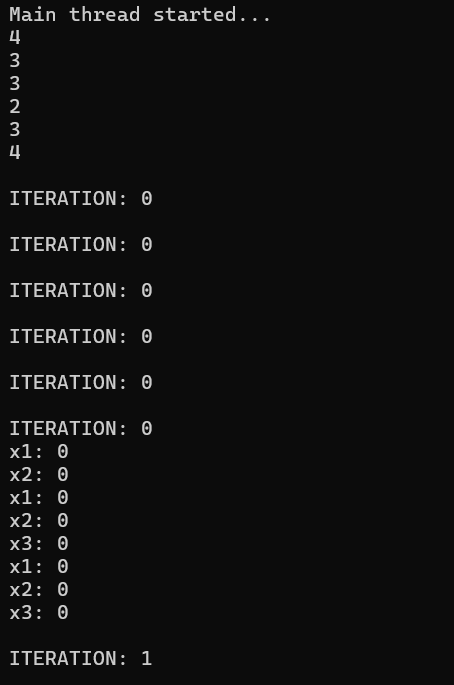 Main thread started...
4
3
3
2
3
4
ITERATION: 0
ITERATION: 0
ITERATION: 0
ITERATION: 0
ITERATION: 0
ITERATION: 0
x1: 0
x2: 0
x1: 0
x2: 0
x3: 0
x1: 0
x2: 0
x3: 0
ITERATION: 1